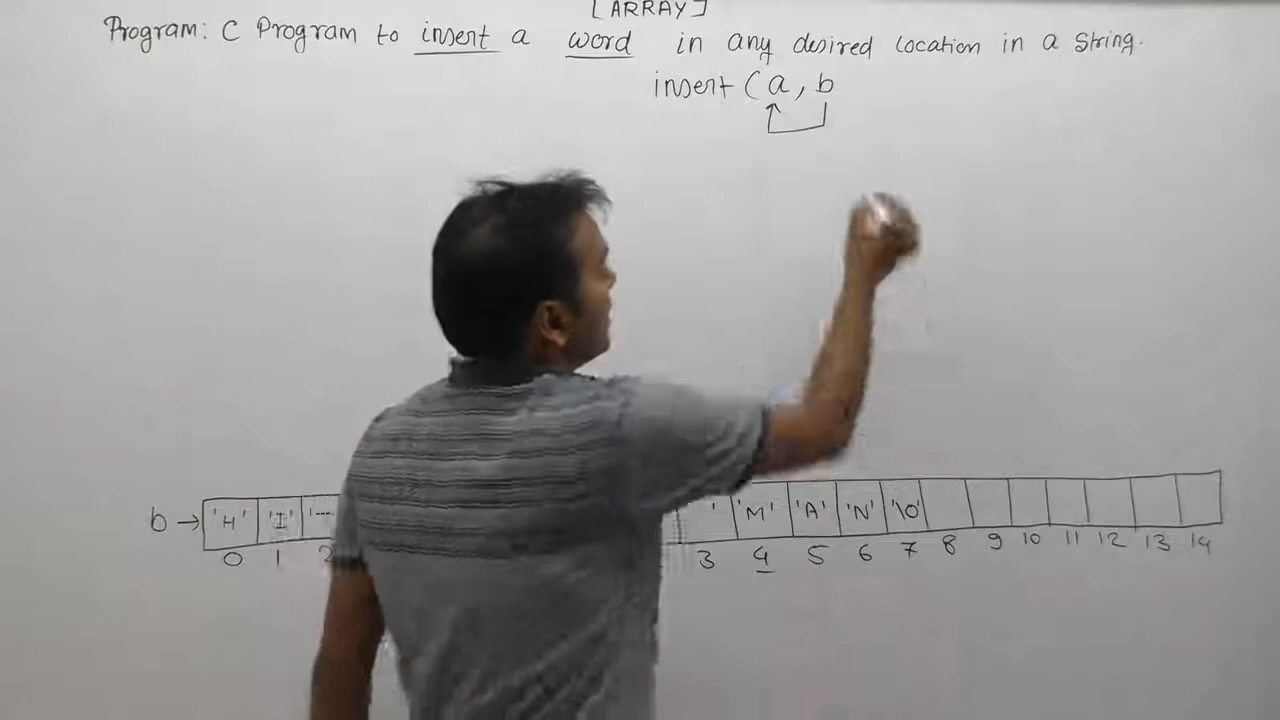 [ARRAY]
Program: C Program to insert a word in any desired location in a string.
insert (a, b
b → 'H' 'I' ' ' 'M' 'A' 'N' '\0'
0 1 2 3 4 5 6 7 8 9 10 11 12 13 14